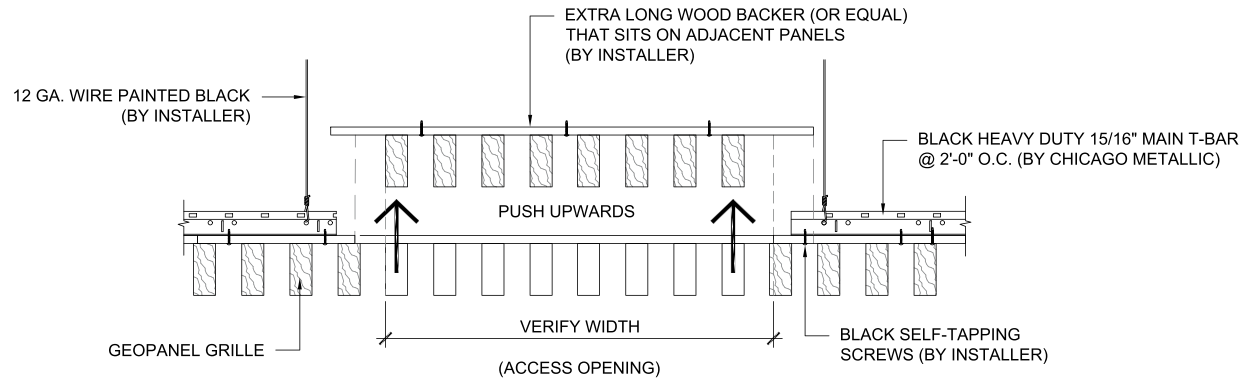 EXTRA LONG WOOD BACKER (OR EQUAL)
THAT SITS ON ADJACENT PANELS
(BY INSTALLER)
12 GA. WIRE PAINTED BLACK
(BY INSTALLER)
BLACK HEAVY DUTY 15/16" MAIN T-BAR
@ 2'-0" O.C. (BY CHICAGO METALLIC)
PUSH UPWARDS
VERIFY WIDTH
(ACCESS OPENING)
GEOPANEL GRILLE
BLACK SELF-TAPPING
SCREWS (BY INSTALLER)